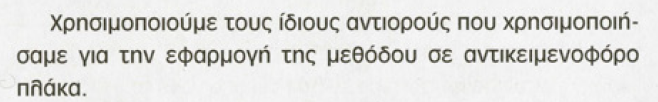 Χρησιμοποιούμε τους ίδιους αντιορούς που χρησιμοποιή-
σαμε για την εφαρμογή της μεθόδου σε αντικειμενοφόρο
πλάκα.